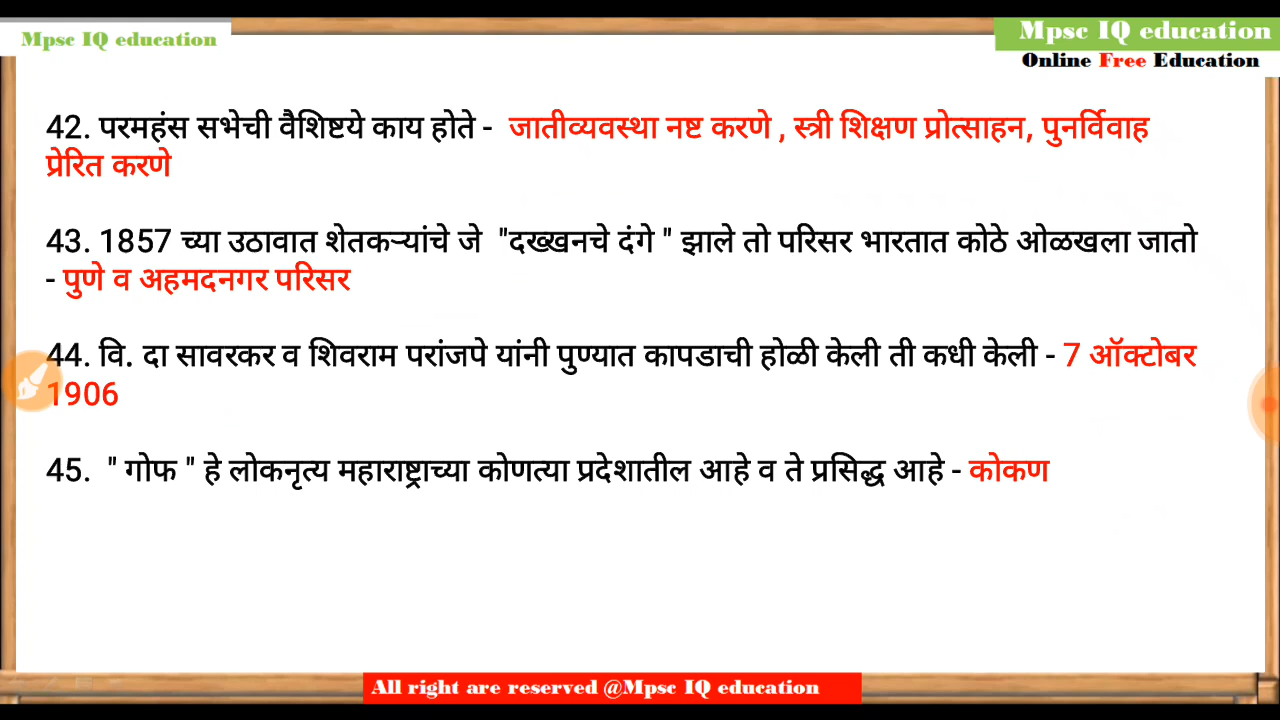 Mpsc IQ education
Mpsc IQ education
Online Free Education
42. परमहंस सभेची वैशिष्टये काय होते - जातीव्यवस्था नष्ट करणे , स्त्री शिक्षण प्रोत्साहन, पुनर्विवाह
प्रेरित करणे
43. 1857 च्या उठावात शेतकऱ्यांचे जे "दख्खनचे दंगे " झाले तो परिसर भारतात कोठे ओळखला जातो
- पुणे व अहमदनगर परिसर
44. वि. दा सावरकर व शिवराम परांजपे यांनी पुण्यात कापडाची होळी केली ती कधी केली - 7 ऑक्टोबर
1906
45. " गोफ " हे लोकनृत्य महाराष्ट्राच्या कोणत्या प्रदेशातील आहे व ते प्रसिद्ध आहे - कोकण
All right are reserved @Mpsc IQ education